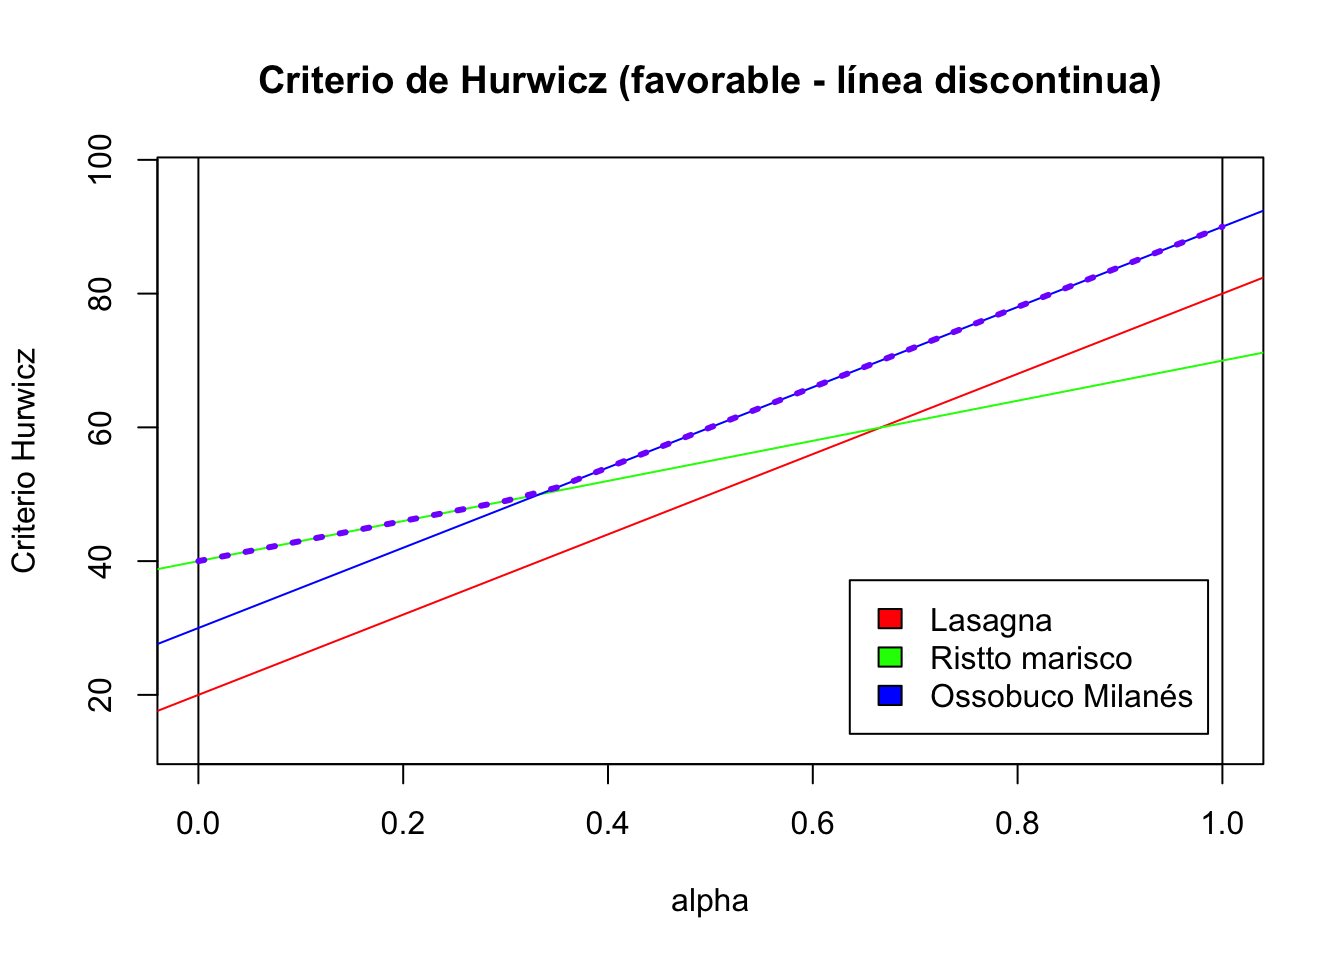 Criterio de Hurwicz (favorable - línea discontinua)
Criterio Hurwicz
100
80
60
40
20
Lasagna
Ristto marisco
Ossobuco Milanés
0.0 0.2 0.4 0.6 0.8 1.0
alpha